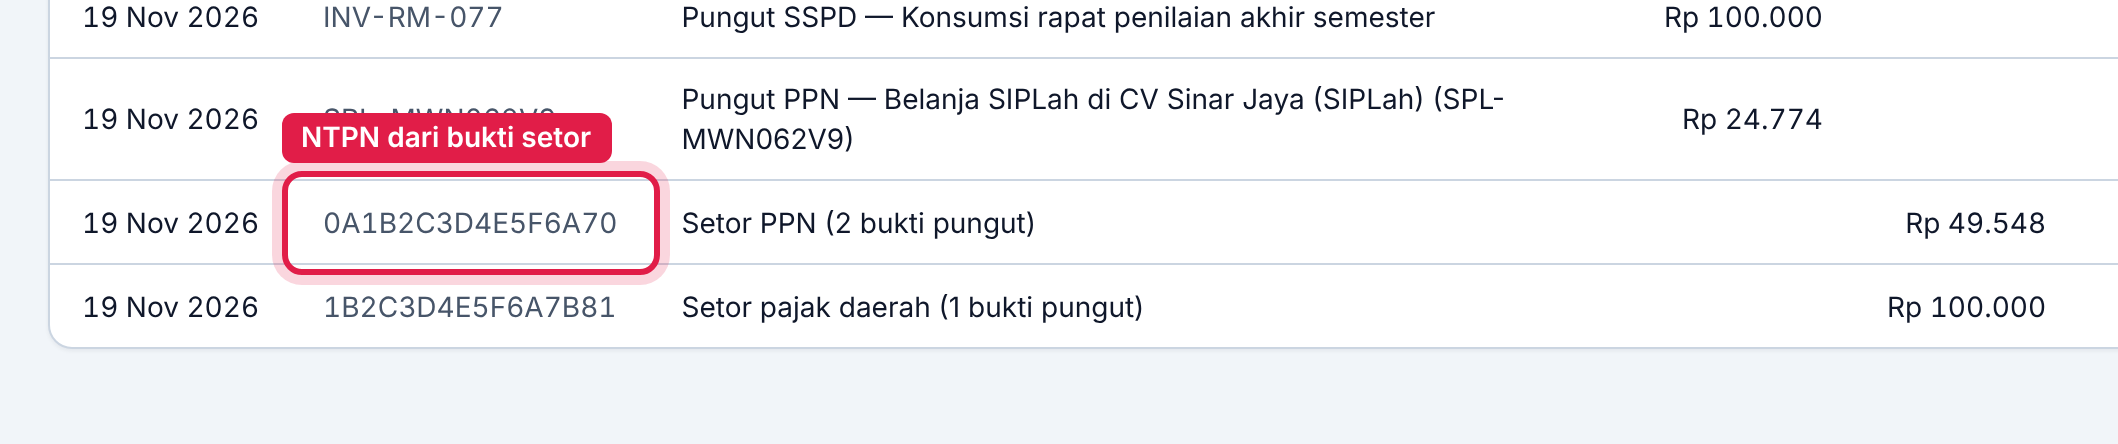 19 Nov 2026 INV-RM-077 Pungut SSPD — Konsumsi rapat penilaian akhir semester Rp 100.000
19 Nov 2026 Pungut PPN — Belanja SIPLah di CV Sinar Jaya (SIPLah) (SPL-
MWN062V9) Rp 24.774
NTPN dari bukti setor
19 Nov 2026 0A1B2C3D4E5F6A70 Setor PPN (2 bukti pungut) Rp 49.548
19 Nov 2026 1B2C3D4E5F6A7B81 Setor pajak daerah (1 bukti pungut) Rp 100.000